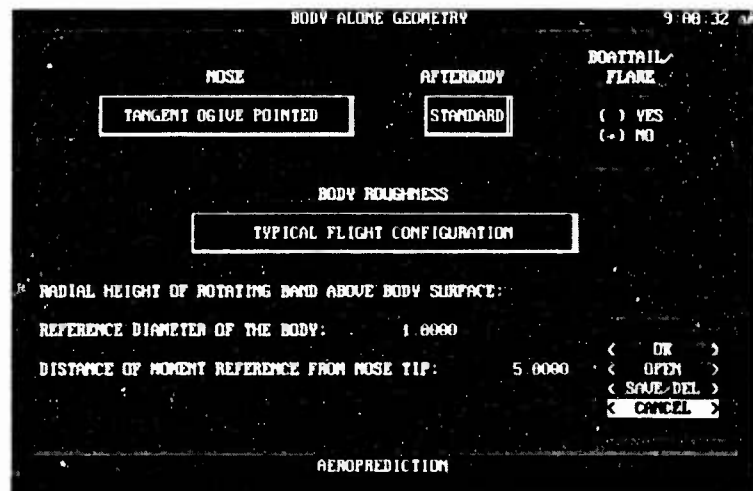 BODY ALONE GEOMETRY 9:08:32
BOATTAIL/
NOSE AFTERBODY FLARE
TANGENT OGIVE POINTED STANDARD ( ) YES
(•) NO
BODY ROUGHNESS
TYPICAL FLIGHT CONFIGURATION
RADIAL HEIGHT OF ROTATING BAND ABOVE BODY SURFACE:
REFERENCE DIAMETER OF THE BODY: 1.0000
DISTANCE OF MOMENT REFERENCE FROM NOSE TIP: 5.0000
< OK >
< OPEN >
< SAVE/DEL >
< CANCEL >
AEROPREDICTION